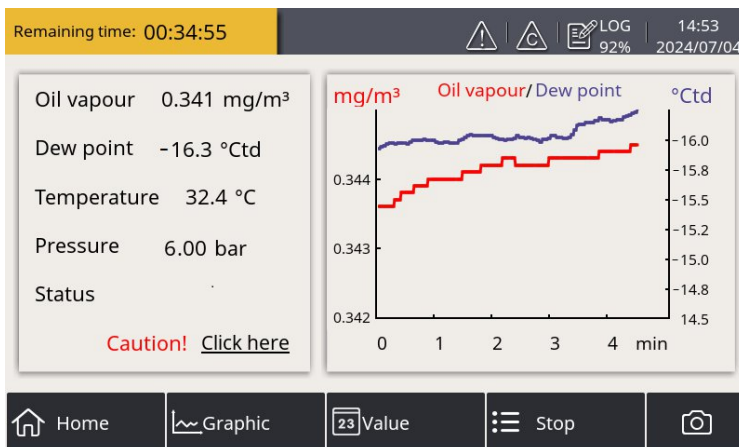 Remaining time: 00:34:55
C
LOG
92%
14:53
2024/07/04
Oil vapour 0.341 mg/m³
Dew point -16.3 °Ctd
Temperature 32.4 °C
Pressure 6.00 bar
Status
Caution! Click here
mg/m³ Oil vapour/Dew point °Ctd
0.344
0.343
0.342
-16.0
-15.8
-15.5
-15.2
-15.0
-14.8
14.5
0 1 2 3 4 min
Home
Graphic
23 Value
Stop